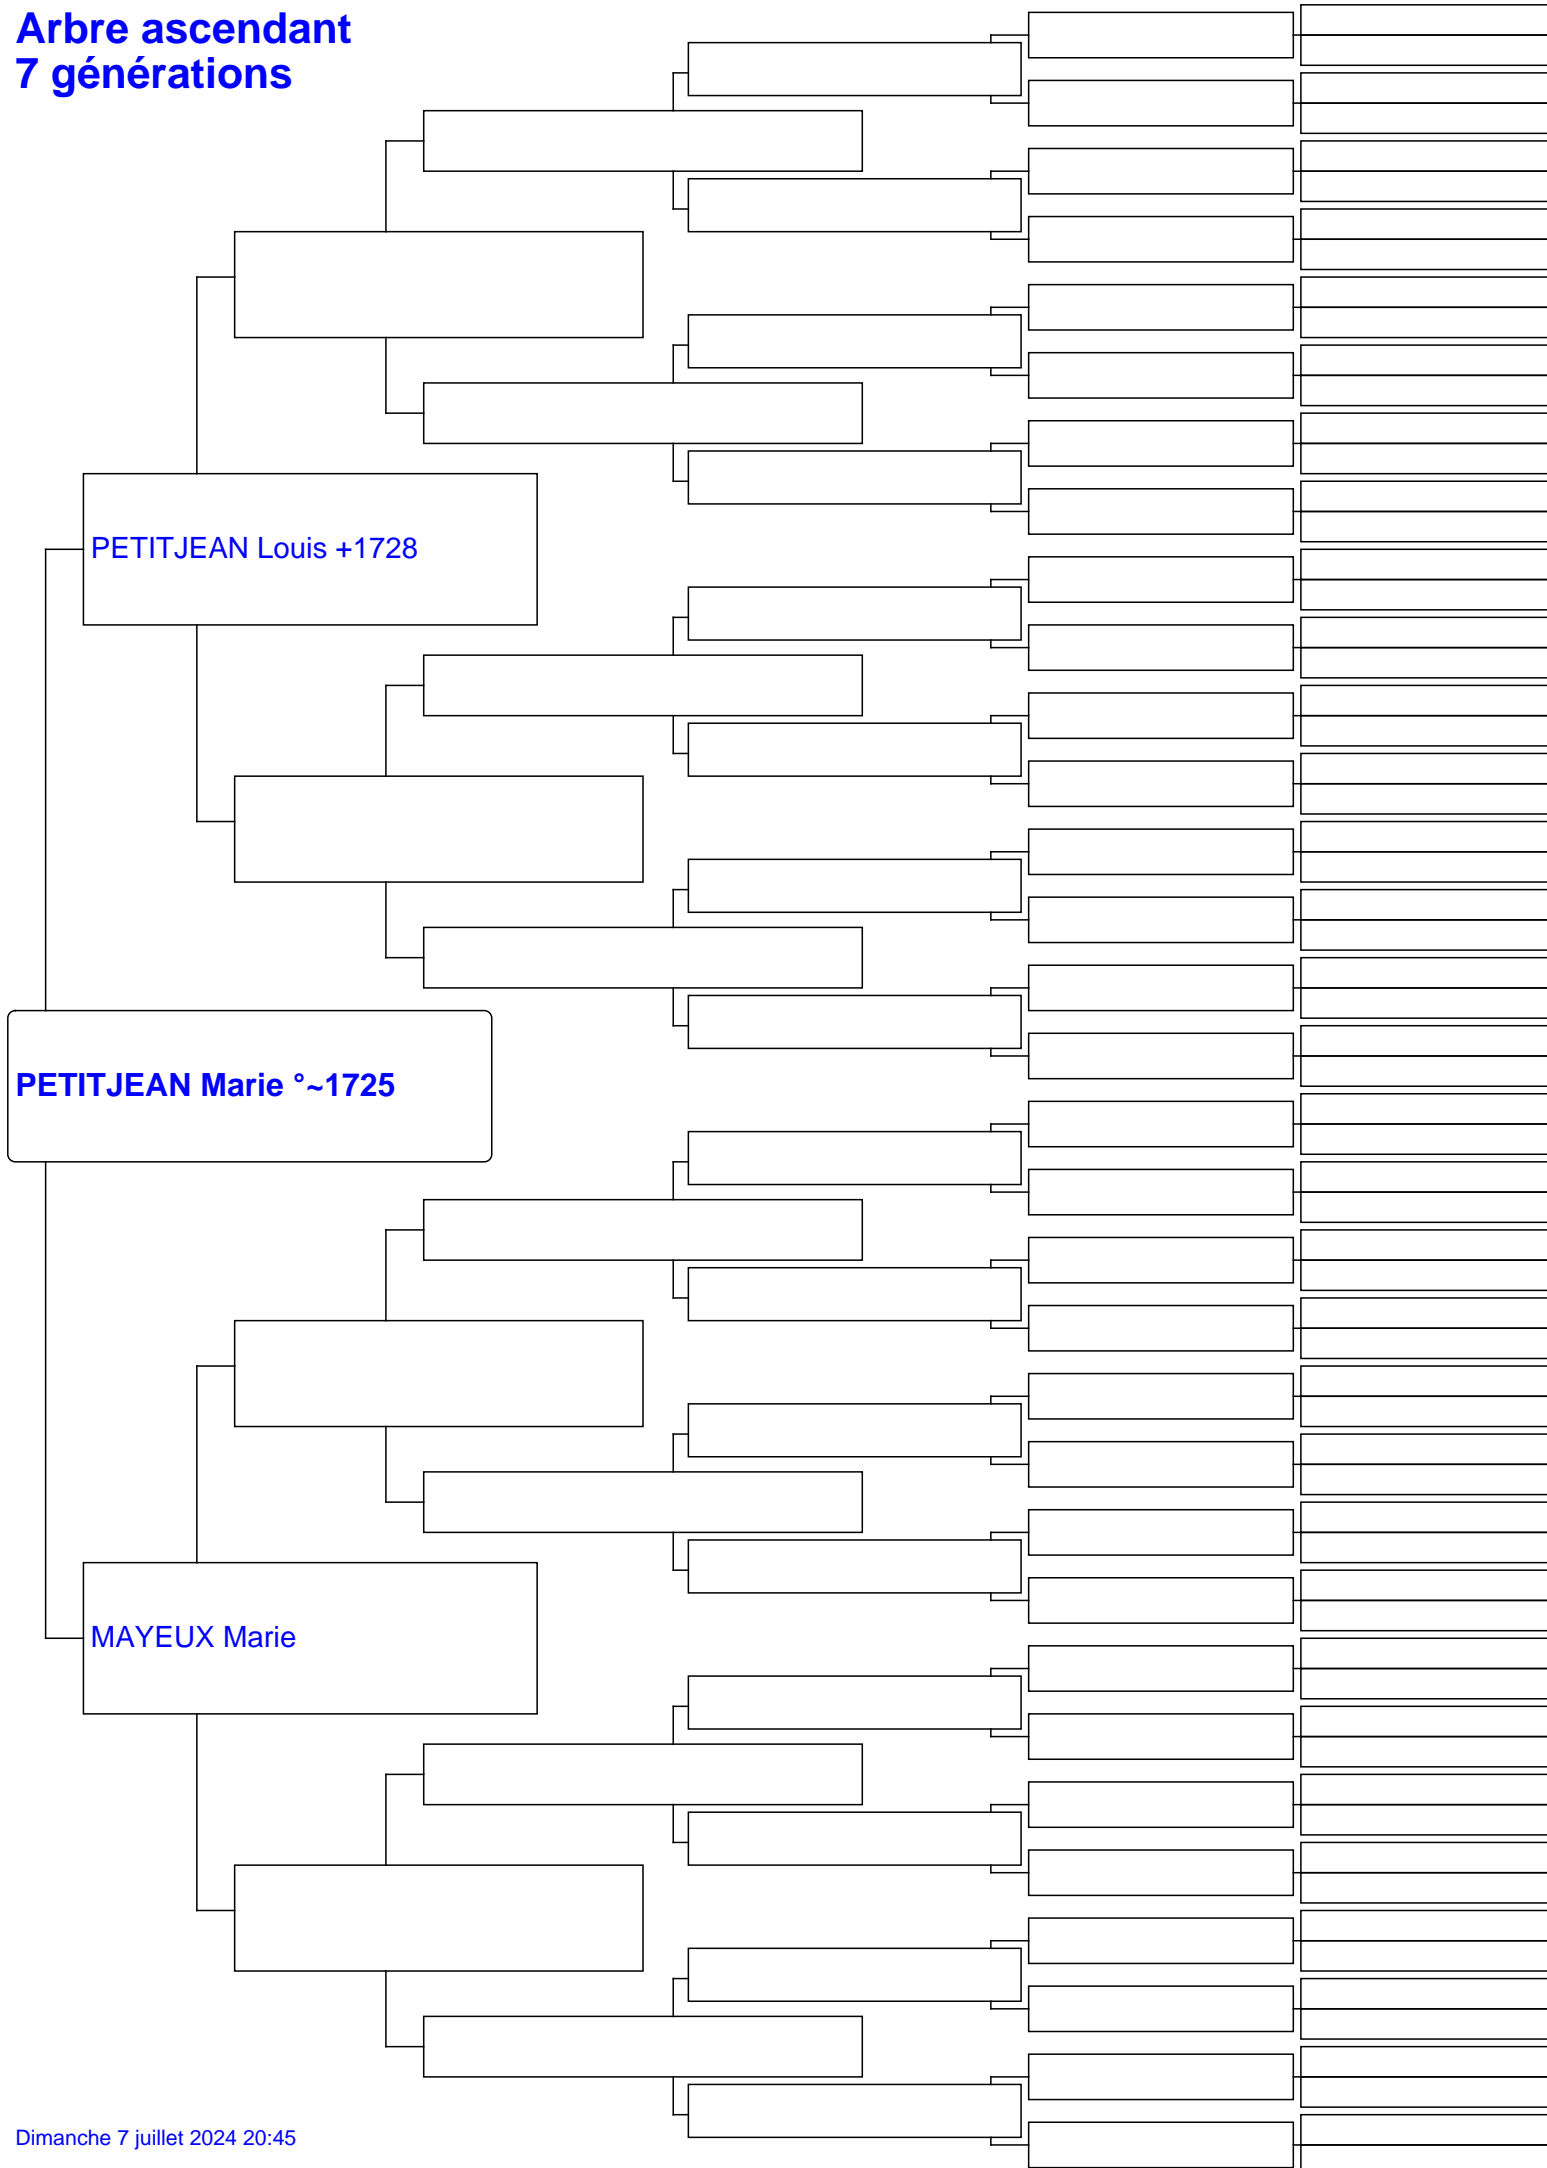 Arbre ascendant
7 générations
PETITJEAN Louis +1728
PETITJEAN Marie °~1725
MAYEUX Marie
Dimanche 7 juillet 2024 20:45